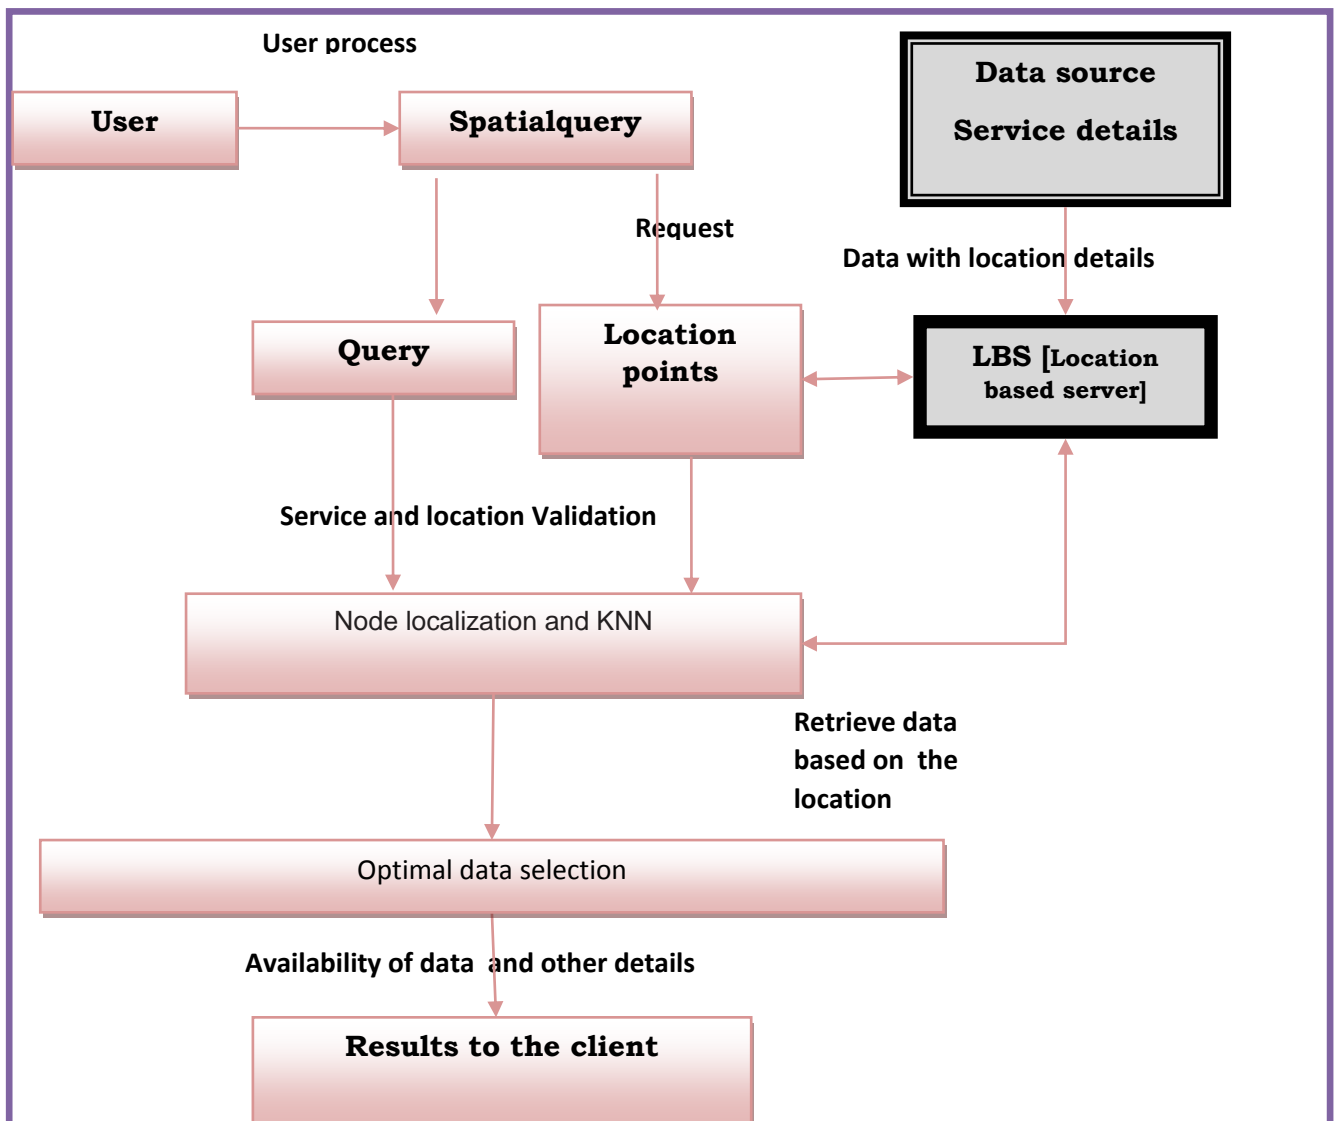 User process
Data source
Service details
User
Spatialquery
Request
Data with location details
Query
Location
points
LBS [Location
based server]
Service and location Validation
Node localization and KNN
Retrieve data
based on the
location
Optimal data selection
Availability of data and other details
Results to the client